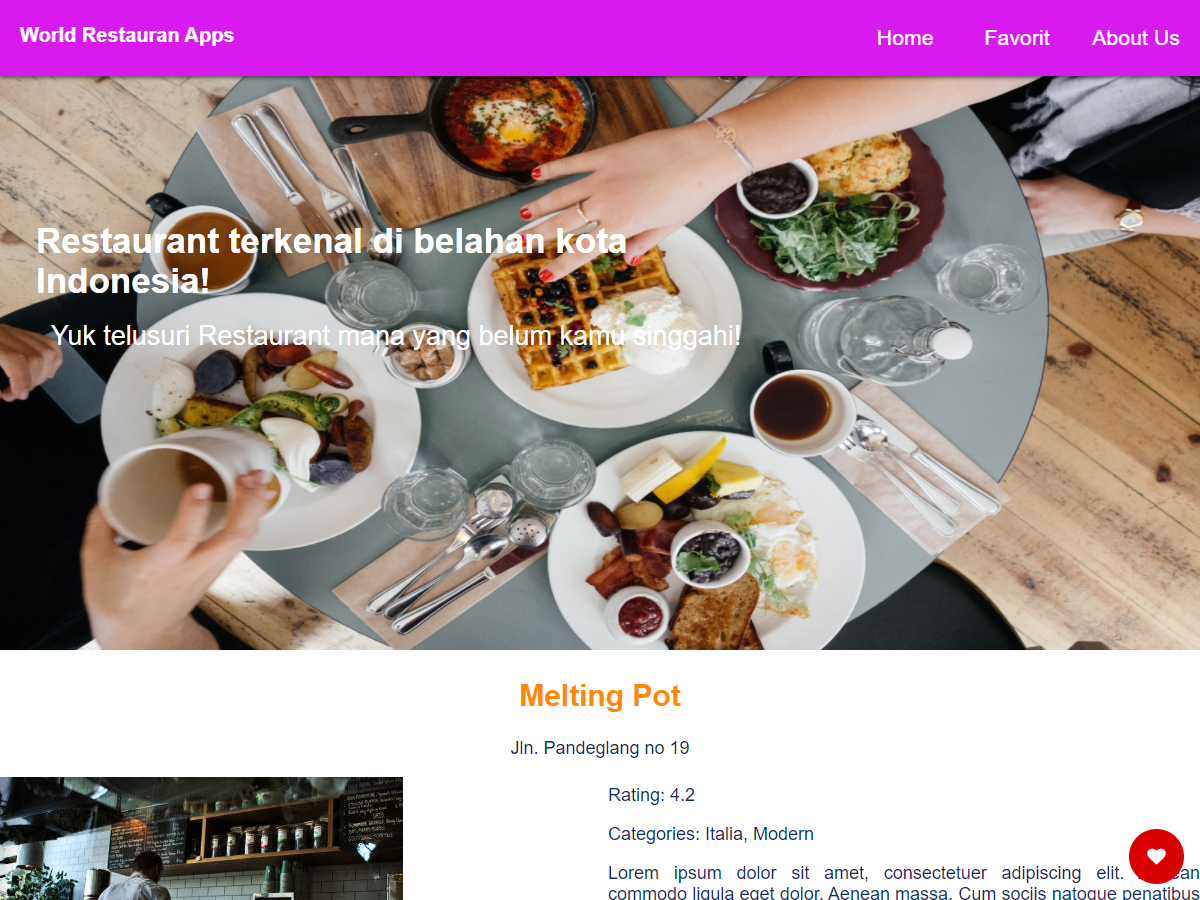 World Restauran Apps
Home
Favorit
About Us
Restaurant terkenal di belahan kota
Indonesia!
Yuk telusuri Restaurant mana yang belum kamu singgahi!
Melting Pot
Jln. Pandeglang no 19
Rating: 4.2
Categories: Italia, Modern
Lorem ipsum dolor sit amet, consectetuer adipiscing elit.
commodo ligula eget dolor. Aenean massa. Cum sociis natoque penatibus